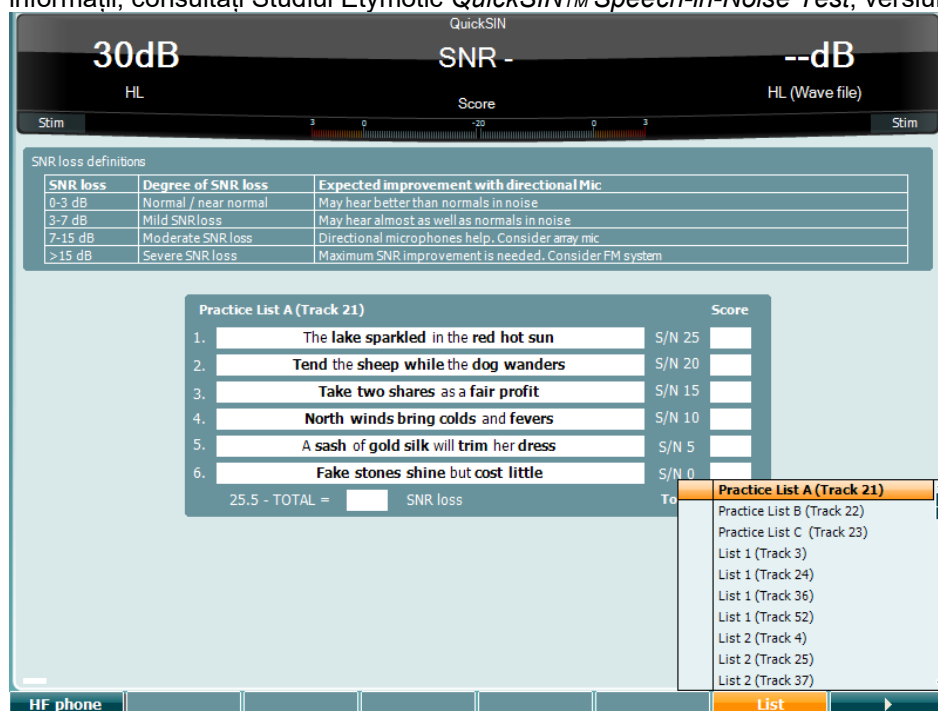 informații, consultați Studiul Etymotic QuickSIN™ Speech-in-Noise Test, versiu
QuickSIN
30dB SNR - --dB
HL Score HL (Wave file)
Stim 3 0 -20 0 3 Stim
SNR loss definitions
SNR loss Degree of SNR loss Expected improvement with directional Mic
0-3 dB Normal / near normal May hear better than normals in noise
3-7 dB Mild SNR loss May hear almost as well as normals in noise
7-15 dB Moderate SNR loss Directional microphones help. Consider array mic
>15 dB Severe SNR loss Maximum SNR improvement is needed. Consider FM system
Practice List A (Track 21) Score
1. The lake sparkled in the red hot sun S/N 25
2. Tend the sheep while the dog wanders S/N 20
3. Take two shares as a fair profit S/N 15
4. North winds bring colds and fevers S/N 10
5. A sash of gold silk will trim her dress S/N 5
6. Fake stones shine but cost little S/N 0
25.5 - TOTAL = SNR loss To
Practice List A (Track 21)
Practice List B (Track 22)
Practice List C (Track 23)
List 1 (Track 3)
List 1 (Track 24)
List 1 (Track 36)
List 1 (Track 52)
List 2 (Track 4)
List 2 (Track 25)
List 2 (Track 37)
HF phone List